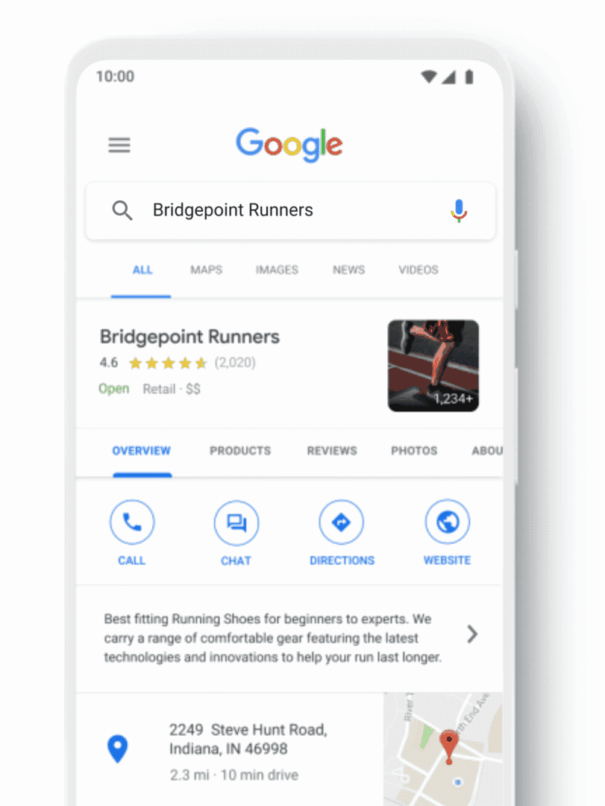 10:00
Google
Bridgepoint Runners
ALL MAPS IMAGES NEWS VIDEOS
Bridgepoint Runners
4.6 (2,020)
Open Retail · $$
1,234+
OVERVIEW PRODUCTS REVIEWS PHOTOS ABOU
CALL CHAT DIRECTIONS WEBSITE
Best fitting Running Shoes for beginners to experts. We
carry a range of comfortable gear featuring the latest
technologies and innovations to help your run last longer.
2249 Steve Hunt Road,
Indiana, IN 46998
2.3 mi · 10 min drive
River
th End Ave